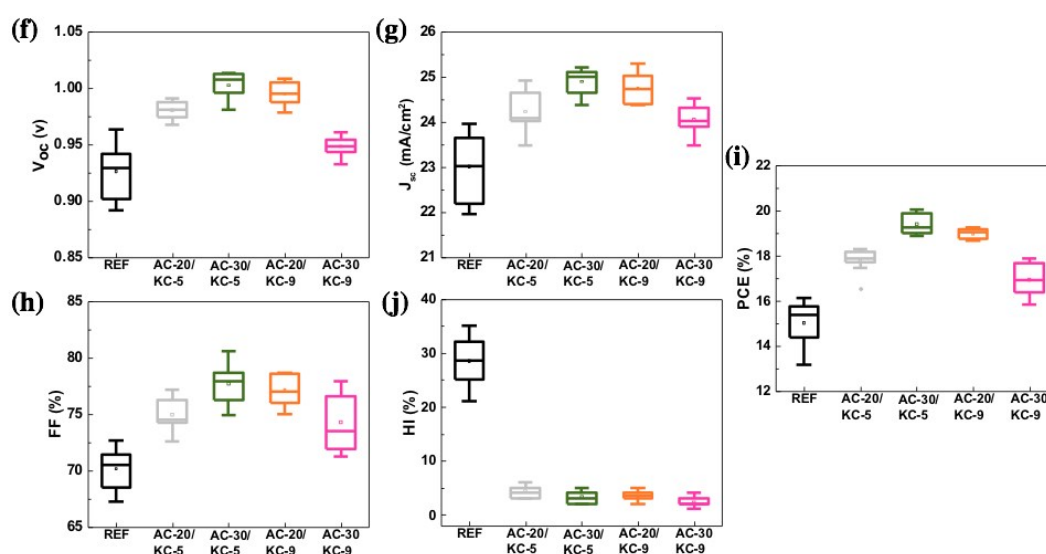 (f)
1.05
1.00
0.95
0.90
0.85
Voc (v)
REF
AC-20/
KC-5
AC-30/
KC-5
AC-20/
KC-9
AC-30
KC-9
(g)
26
25
24
23
22
21
Jsc (mA/cm²)
REF
AC-20/
KC-5
AC-30/
KC-5
AC-20/
KC-9
AC-30/
KC-9
(h)
85
80
75
70
65
FF (%)
REF
AC-20/
KC-5
AC-30/
KC-5
AC-20/
KC-9
AC-30
KC-9
(j)
40
30
20
10
0
HI (%)
REF
AC-20/
KC-5
AC-30/
KC-5
AC-20/
KC-9
AC-30
KC-9
(i)
22
20
18
16
14
12
PCE (%)
REF
AC-20/
KC-5
AC-30/
KC-5
AC-20/
KC-9
AC-30
KC-9